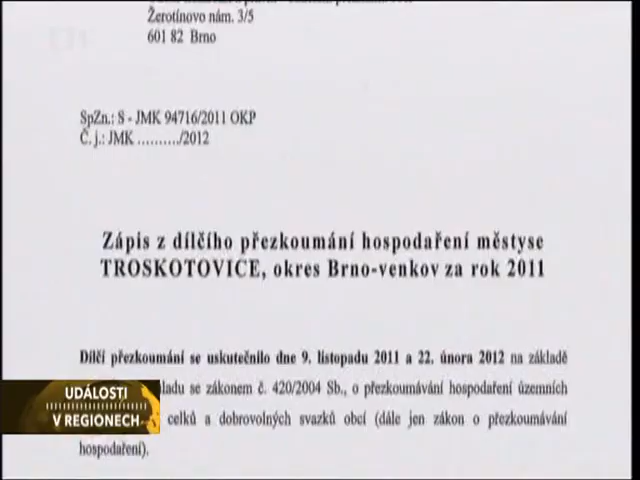 Žerotínovo nám. 3/5
601 82 Brno
SpZn.: S - JMK 94716/2011 OKP
Č. j.: JMK ........../2012
Zápis z dílčího přezkoumání hospodaření městyse
TROSKOTOVICE, okres Brno-venkov za rok 2011
Dílčí přezkoumání se uskutečnilo dne 9. listopadu 2011 a 22. února 2012 na základě
ladu se zákonem č. 420/2004 Sb., o přezkoumávání hospodaření územních
celků a dobrovolných svazků obcí (dále jen zákon o přezkoumávání
hospodaření).
UDÁLOSTI
V REGIONECH